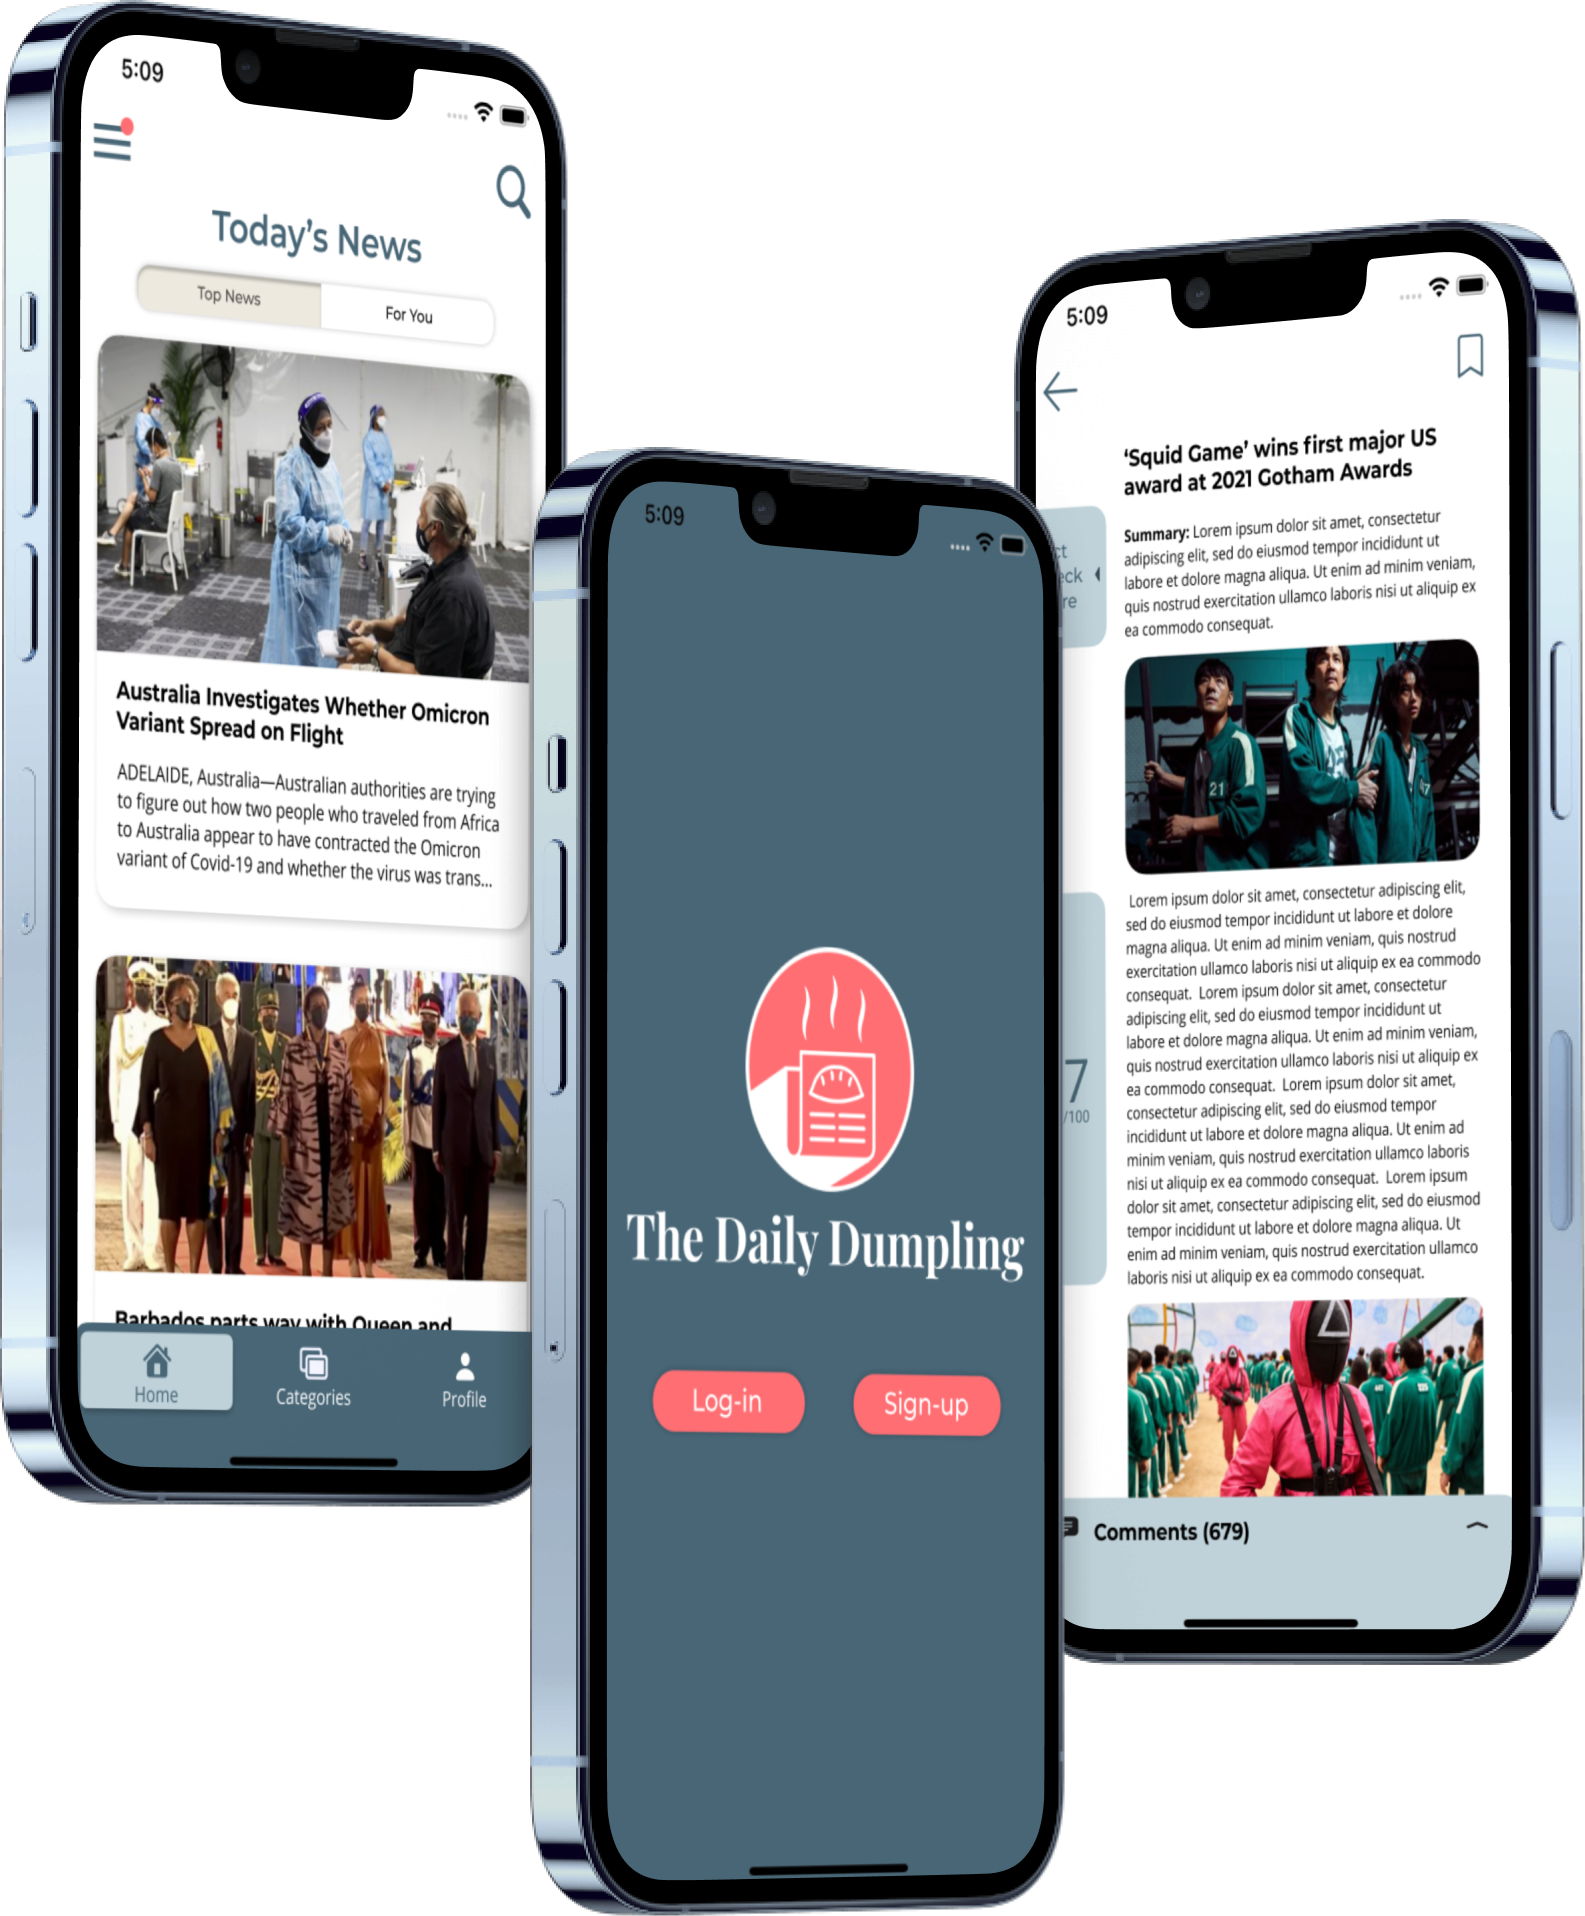 5:09
Today's News
Top News
For You
Australia Investigates Whether Omicron
Variant Spread on Flight
ADELAIDE, Australia—Australian authorities are trying
to figure out how two people who traveled from Africa
to Australia appear to have contracted the Omicron
variant of Covid-19 and whether the virus was trans...
Barbados parts way with Queen and
Home
Categories
Profile
5:09
The Daily Dumpling
Log-in
Sign-up
5:09
‘Squid Game’ wins first major US
award at 2021 Gotham Awards
Summary: Lorem ipsum dolor sit amet, consectetur
adipiscing elit, sed do eiusmod tempor incididunt ut
labore et dolore magna aliqua. Ut enim ad minim veniam,
quis nostrud exercitation ullamco laboris nisi ut aliquip ex
ea commodo consequat.
ct
eck
re
21
7
/100
Lorem ipsum dolor sit amet, consectetur adipiscing elit,
sed do eiusmod tempor incididunt ut labore et dolore
magna aliqua. Ut enim ad minim veniam, quis nostrud
exercitation ullamco laboris nisi ut aliquip ex ea commodo
consequat. Lorem ipsum dolor sit amet, consectetur
adipiscing elit, sed do eiusmod tempor incididunt ut
labore et dolore magna aliqua. Ut enim ad minim veniam,
quis nostrud exercitation ullamco laboris nisi ut aliquip ex
ea commodo consequat. Lorem ipsum dolor sit amet,
consectetur adipiscing elit, sed do eiusmod tempor
incididunt ut labore et dolore magna aliqua. Ut enim ad
minim veniam, quis nostrud exercitation ullamco laboris
nisi ut aliquip ex ea commodo consequat. Lorem ipsum
dolor sit amet, consectetur adipiscing elit, sed do eiusmod
tempor incididunt ut labore et dolore magna aliqua. Ut
enim ad minim veniam, quis nostrud exercitation ullamco
laboris nisi ut aliquip ex ea commodo consequat.
Comments (679)